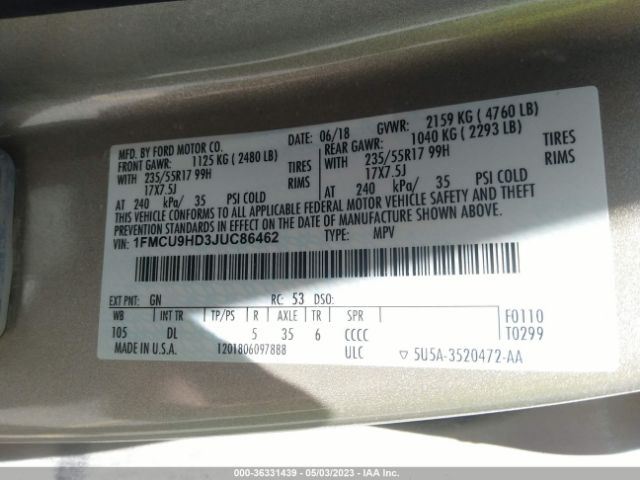 MFD. BY FORD MOTOR CO. DATE: 06/18 GVWR: 2159 KG ( 4760 LB)
FRONT GAWR: 1125 KG ( 2480 LB) REAR GAWR: 1040 KG ( 2293 LB)
WITH 235/55R17 99H TIRES WITH 235/55R17 99H TIRES
17X7.5J RIMS 17X7.5J RIMS
AT 240 kPa/ 35 PSI COLD AT 240 kPa/ 35 PSI COLD
THIS VEHICLE CONFORMS TO ALL APPLICABLE FEDERAL MOTOR VEHICLE SAFETY AND THEFT
PREVENTION STANDARDS IN EFFECT ON THE DATE OF MANUFACTURE SHOWN ABOVE.
VIN: 1FMCU9HD3JUC86462 TYPE: MPV
EXT PNT: GN RC: 53 DSO:
WB INT TR TP/PS R AXLE TR SPR F0110
105 DL 5 35 6 CCCC T0299
MADE IN U.S.A. 1201806097888 ULC ▽ 5U5A-3520472-AA
000-36331439 - 05/03/2023 - IAA Inc.